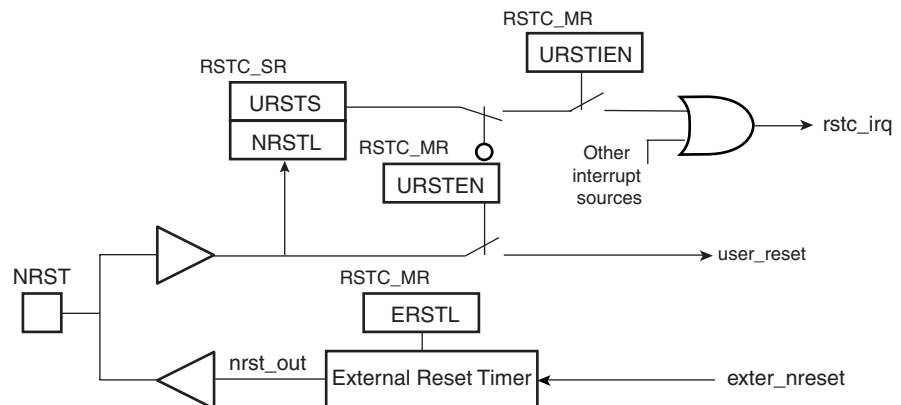 RSTC_MR
URSTIEN
RSTC_SR
URSTS
NRSTL
RSTC_MR
URSTEN
rstc_irq
Other
interrupt
sources
user_reset
NRST
RSTC_MR
ERSTL
nrst_out
External Reset Timer
exter_nreset